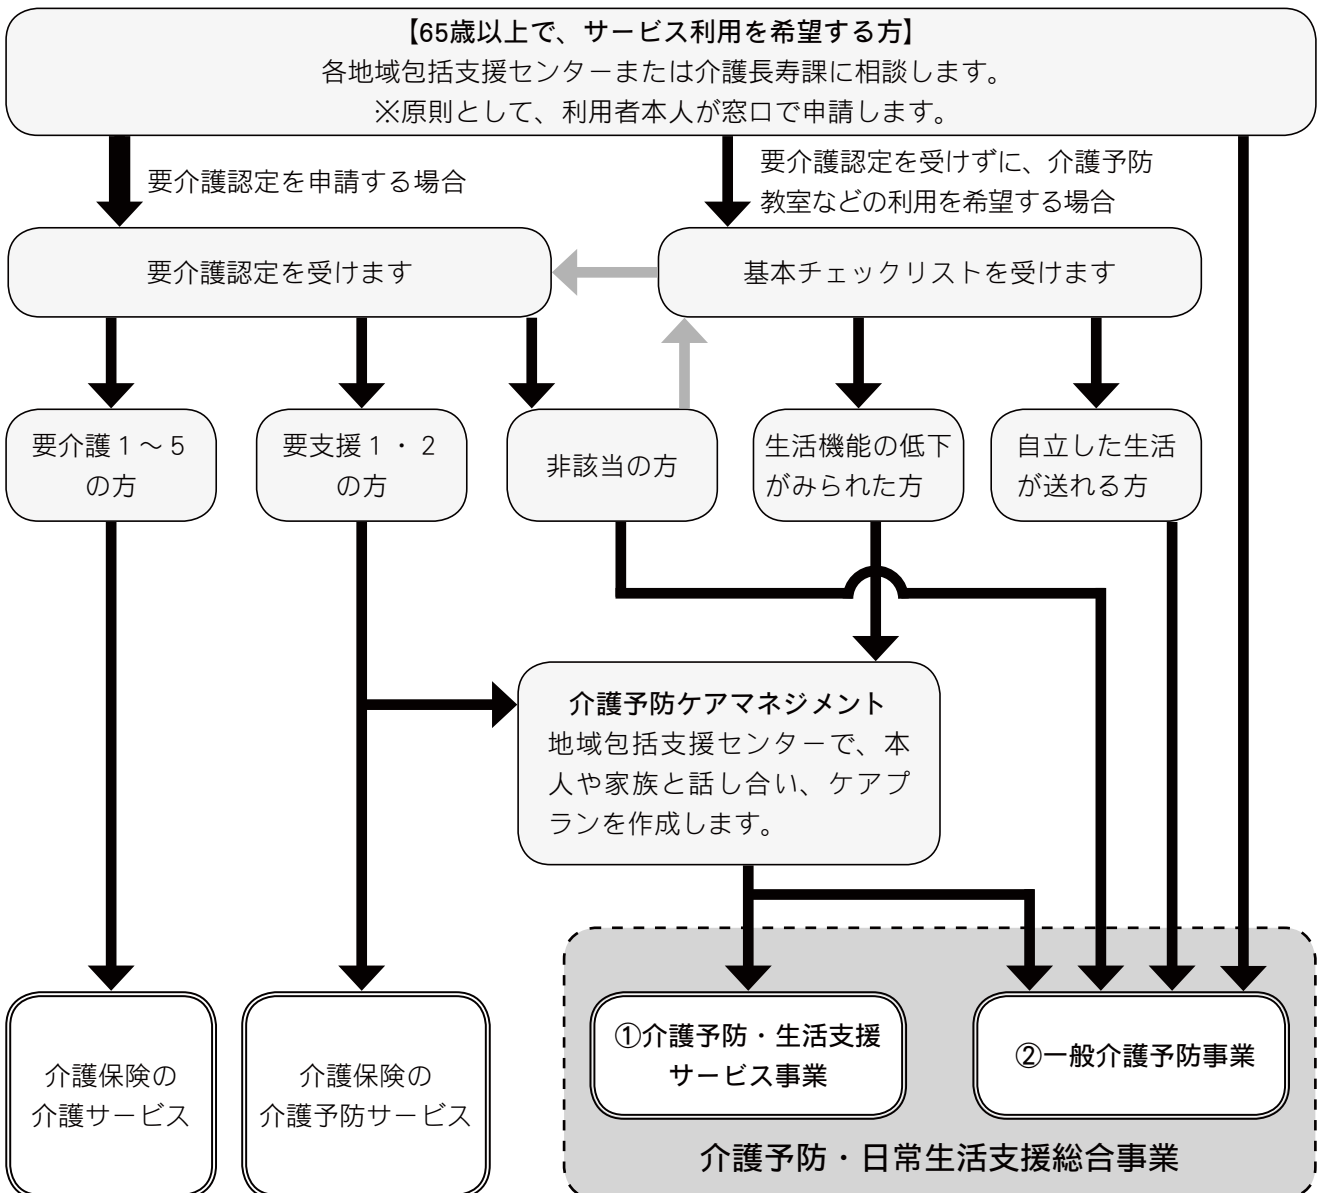 【65歳以上で、サービス利用を希望する方】
各地域包括支援センターまたは介護長寿課に相談します。
※原則として、利用者本人が窓口で申請します。
要介護認定を申請する場合
要介護認定を受けずに、介護予防
教室などの利用を希望する場合
要介護認定を受けます
基本チェックリストを受けます
要介護１～５
の方
要支援１・２
の方
非該当の方
生活機能の低下
がみられた方
自立した生活
が送れる方
介護予防ケアマネジメント
地域包括支援センターで、本
人や家族と話し合い、ケアプ
ランを作成します。
介護保険の
介護サービス
介護保険の
介護予防サービス
①介護予防・生活支援
サービス事業
②一般介護予防事業
介護予防・日常生活支援総合事業